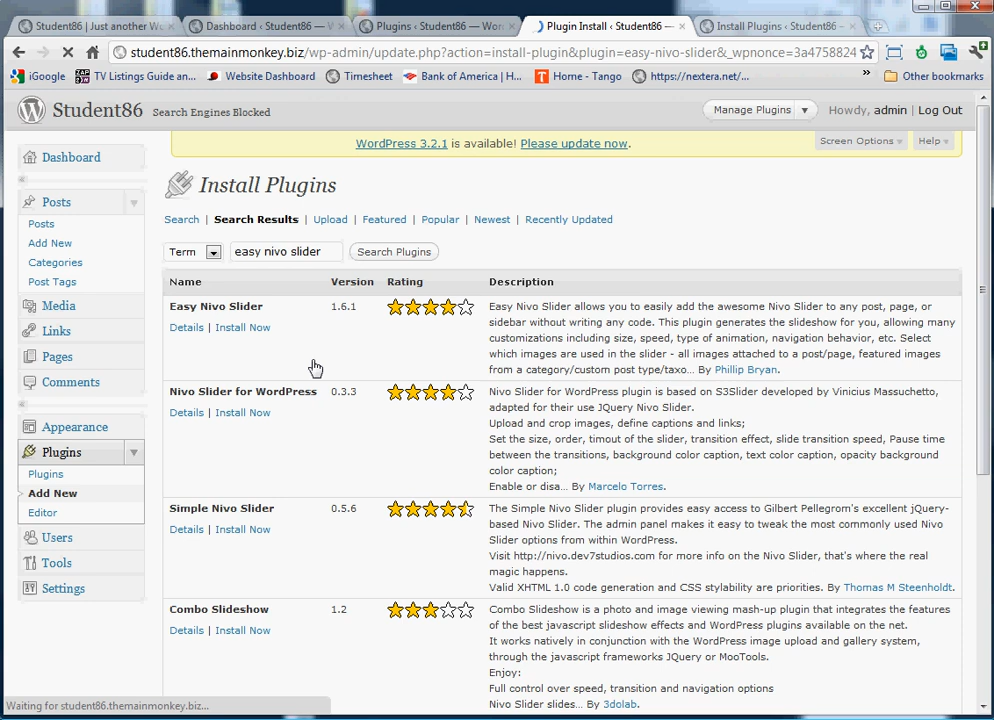 Student86 | Just another Wo
Dashboard ‹ Student86 — W
Plugins ‹ Student86 — Wor
Plugin Install ‹ Student86 —
Install Plugins ‹ Student86 –
student86.themainmonkey.biz/wp-admin/update.php?action=install-plugin&plugin=easy-nivo-slider&_wpnonce=3a4758824
iGoogle
TV Listings Guide an...
Website Dashboard
Timesheet
Bank of America | H...
Home - Tango
https://nextera.net/...
Other bookmarks
Student86
Search Engines Blocked
Manage Plugins
Howdy, admin | Log Out
WordPress 3.2.1 is available! Please update now.
Screen Options
Help
Dashboard
Posts
Posts
Add New
Categories
Post Tags
Media
Links
Pages
Comments
Appearance
Plugins
Plugins
Add New
Editor
Users
Tools
Settings
Install Plugins
Search | Search Results | Upload | Featured | Popular | Newest | Recently Updated
Term
easy nivo slider
Search Plugins
Name Version Rating Description
Easy Nivo Slider
1.6.1
Details | Install Now
Easy Nivo Slider allows you to easily add the awesome Nivo Slider to any post, page, or
sidebar without writing any code. This plugin generates the slideshow for you, allowing many
customizations including size, speed, type of animation, navigation behavior, etc. Select
which images are used in the slider - all images attached to a post/page, featured images
from a category/custom post type/taxo... By Phillip Bryan.
Nivo Slider for WordPress
0.3.3
Details | Install Now
Nivo Slider for WordPress plugin is based on S3Slider developed by Vinicius Massuchetto,
adapted for their use JQuery Nivo Slider.
Upload and crop images, define captions and links;
Set the size, order, timout of the slider, transition effect, slide transition speed, Pause time
between the transitions, background color caption, text color caption, opacity background
color caption;
Enable or disa... By Marcelo Torres.
Simple Nivo Slider
0.5.6
Details | Install Now
The Simple Nivo Slider plugin provides easy access to Gilbert Pellegrom's excellent jQuery-
based Nivo Slider. The admin panel makes it easy to tweak the most commonly used Nivo
Slider options from within WordPress.
Visit http://nivo.dev7studios.com for more info on the Nivo Slider, that's where the real
magic happens.
Valid XHTML 1.0 code generation and CSS stylability are priorities. By Thomas M Steenholdt.
Combo Slideshow
1.2
Details | Install Now
Combo Slideshow is a photo and image viewing mash-up plugin that integrates the features
of the best javascript slideshow effects and WordPress plugins available on the net.
It works natively in conjunction with the WordPress image upload and gallery system,
through the javascript frameworks JQuery or MooTools.
Enjoy:
Full control over speed, transition and navigation options
Nivo Slider slides... By 3dolab.
Waiting for student86.themainmonkey.biz...